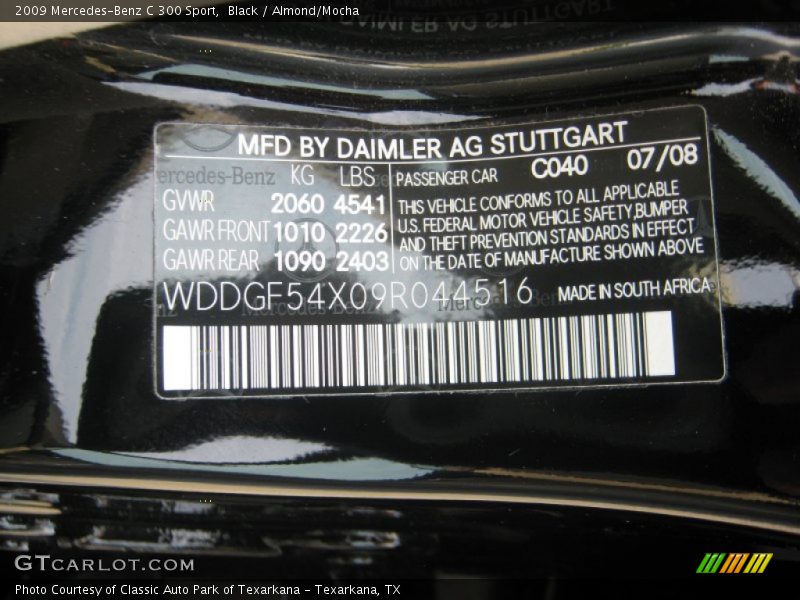 2009 Mercedes-Benz C 300 Sport, Black / Almond/Mocha
MFD BY DAIMLER AG STUTTGART
KG LBS PASSENGER CAR C040 07/08
GVWR 2060 4541
GAWR FRONT 1010 2226
GAWR REAR 1090 2403
THIS VEHICLE CONFORMS TO ALL APPLICABLE
U.S. FEDERAL MOTOR VEHICLE SAFETY,BUMPER
AND THEFT PREVENTION STANDARDS IN EFFECT
ON THE DATE OF MANUFACTURE SHOWN ABOVE
WDDGF54X09R044516 MADE IN SOUTH AFRICA
GTCARLOT.COM
Photo Courtesy of Classic Auto Park of Texarkana - Texarkana, TX